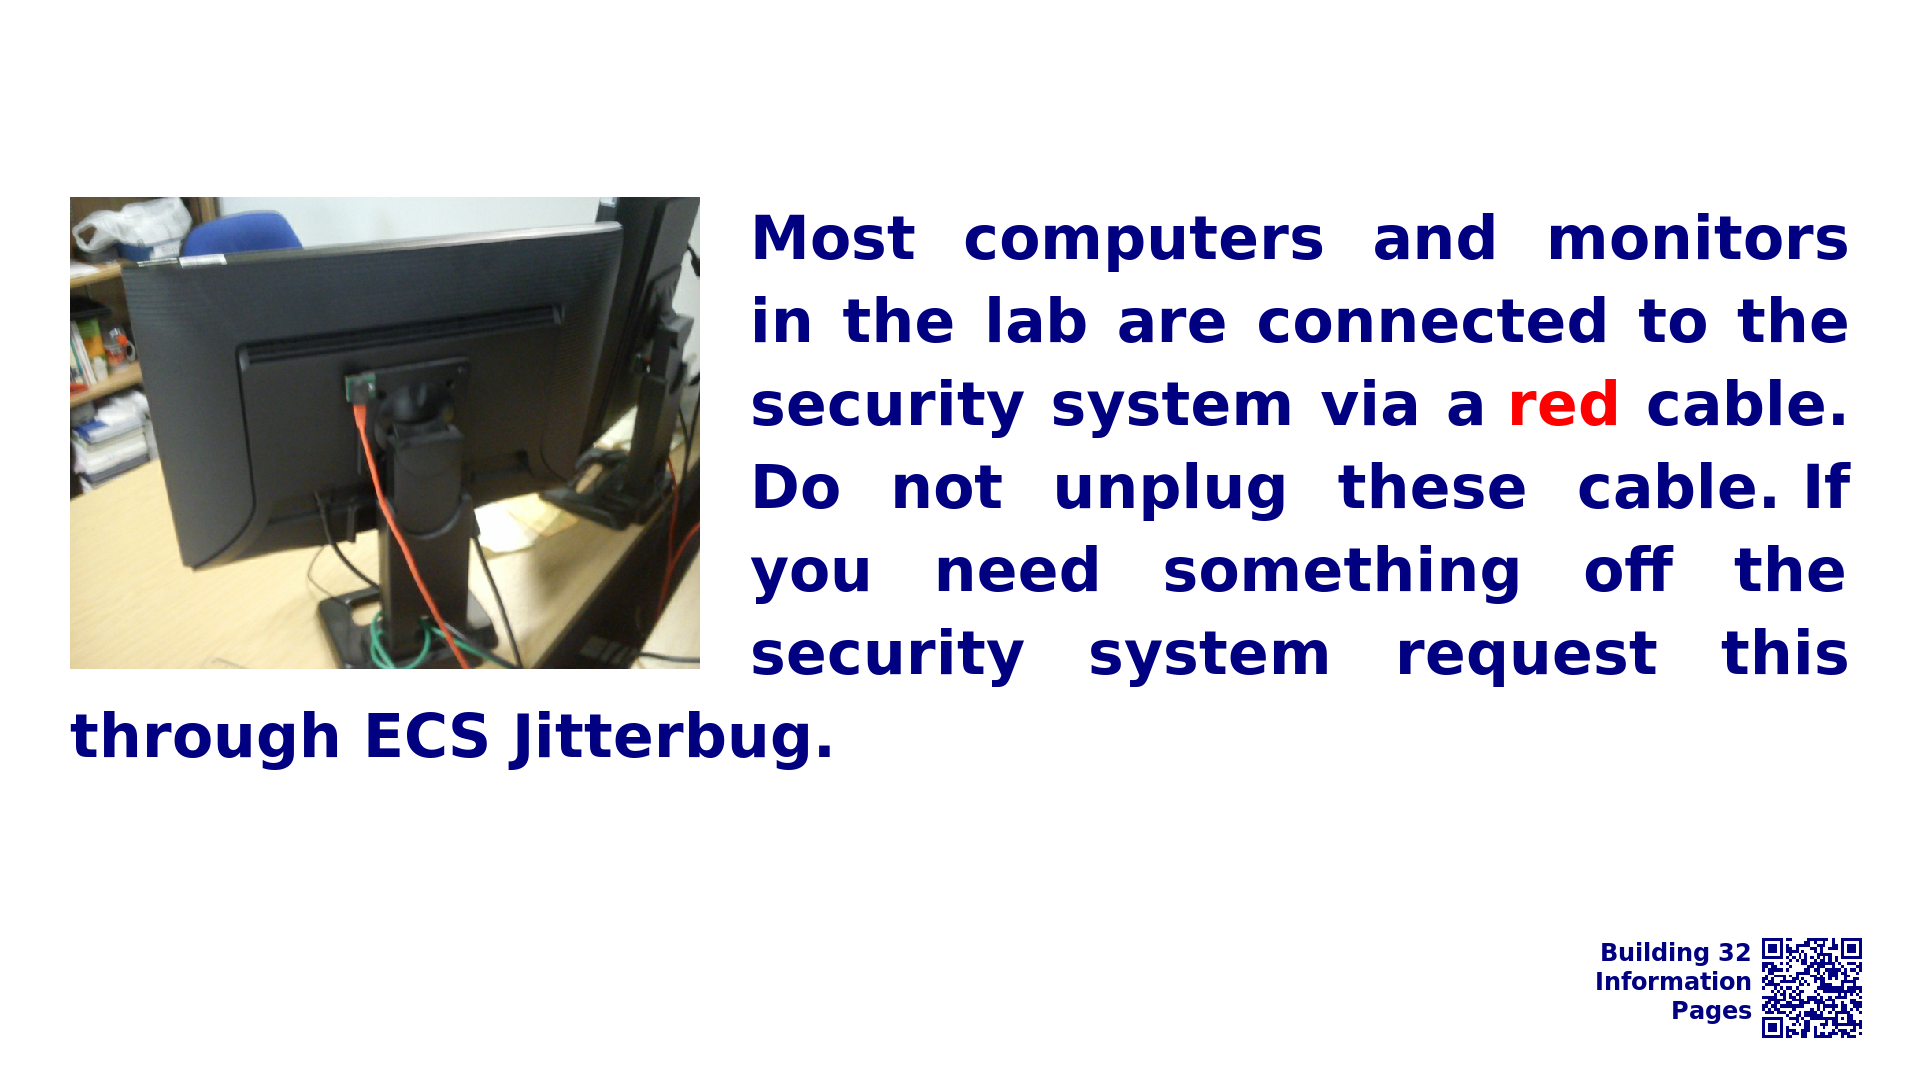 Most computers and monitors
in the lab are connected to the
security system via a red cable.
Do not unplug these cable. If
you need something off the
security system request this
through ECS Jitterbug.
Building 32
Information
Pages